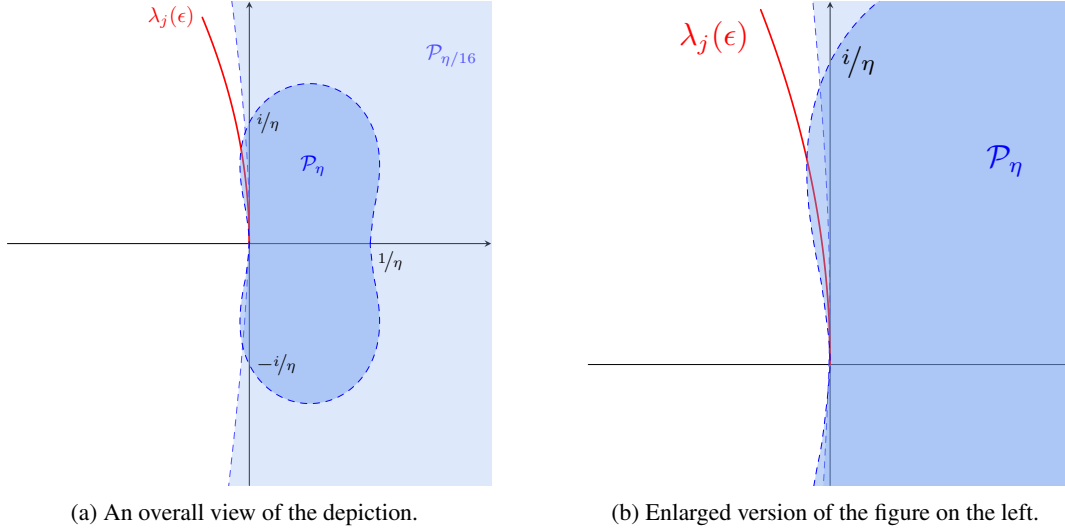 λ_j(ϵ)
𝒫_{η/16}
i/η
𝒫_η
1/η
−i/η
(a) An overall view of the depiction.
λ_j(ϵ)
i/η
𝒫_η
(b) Enlarged version of the figure on the left.